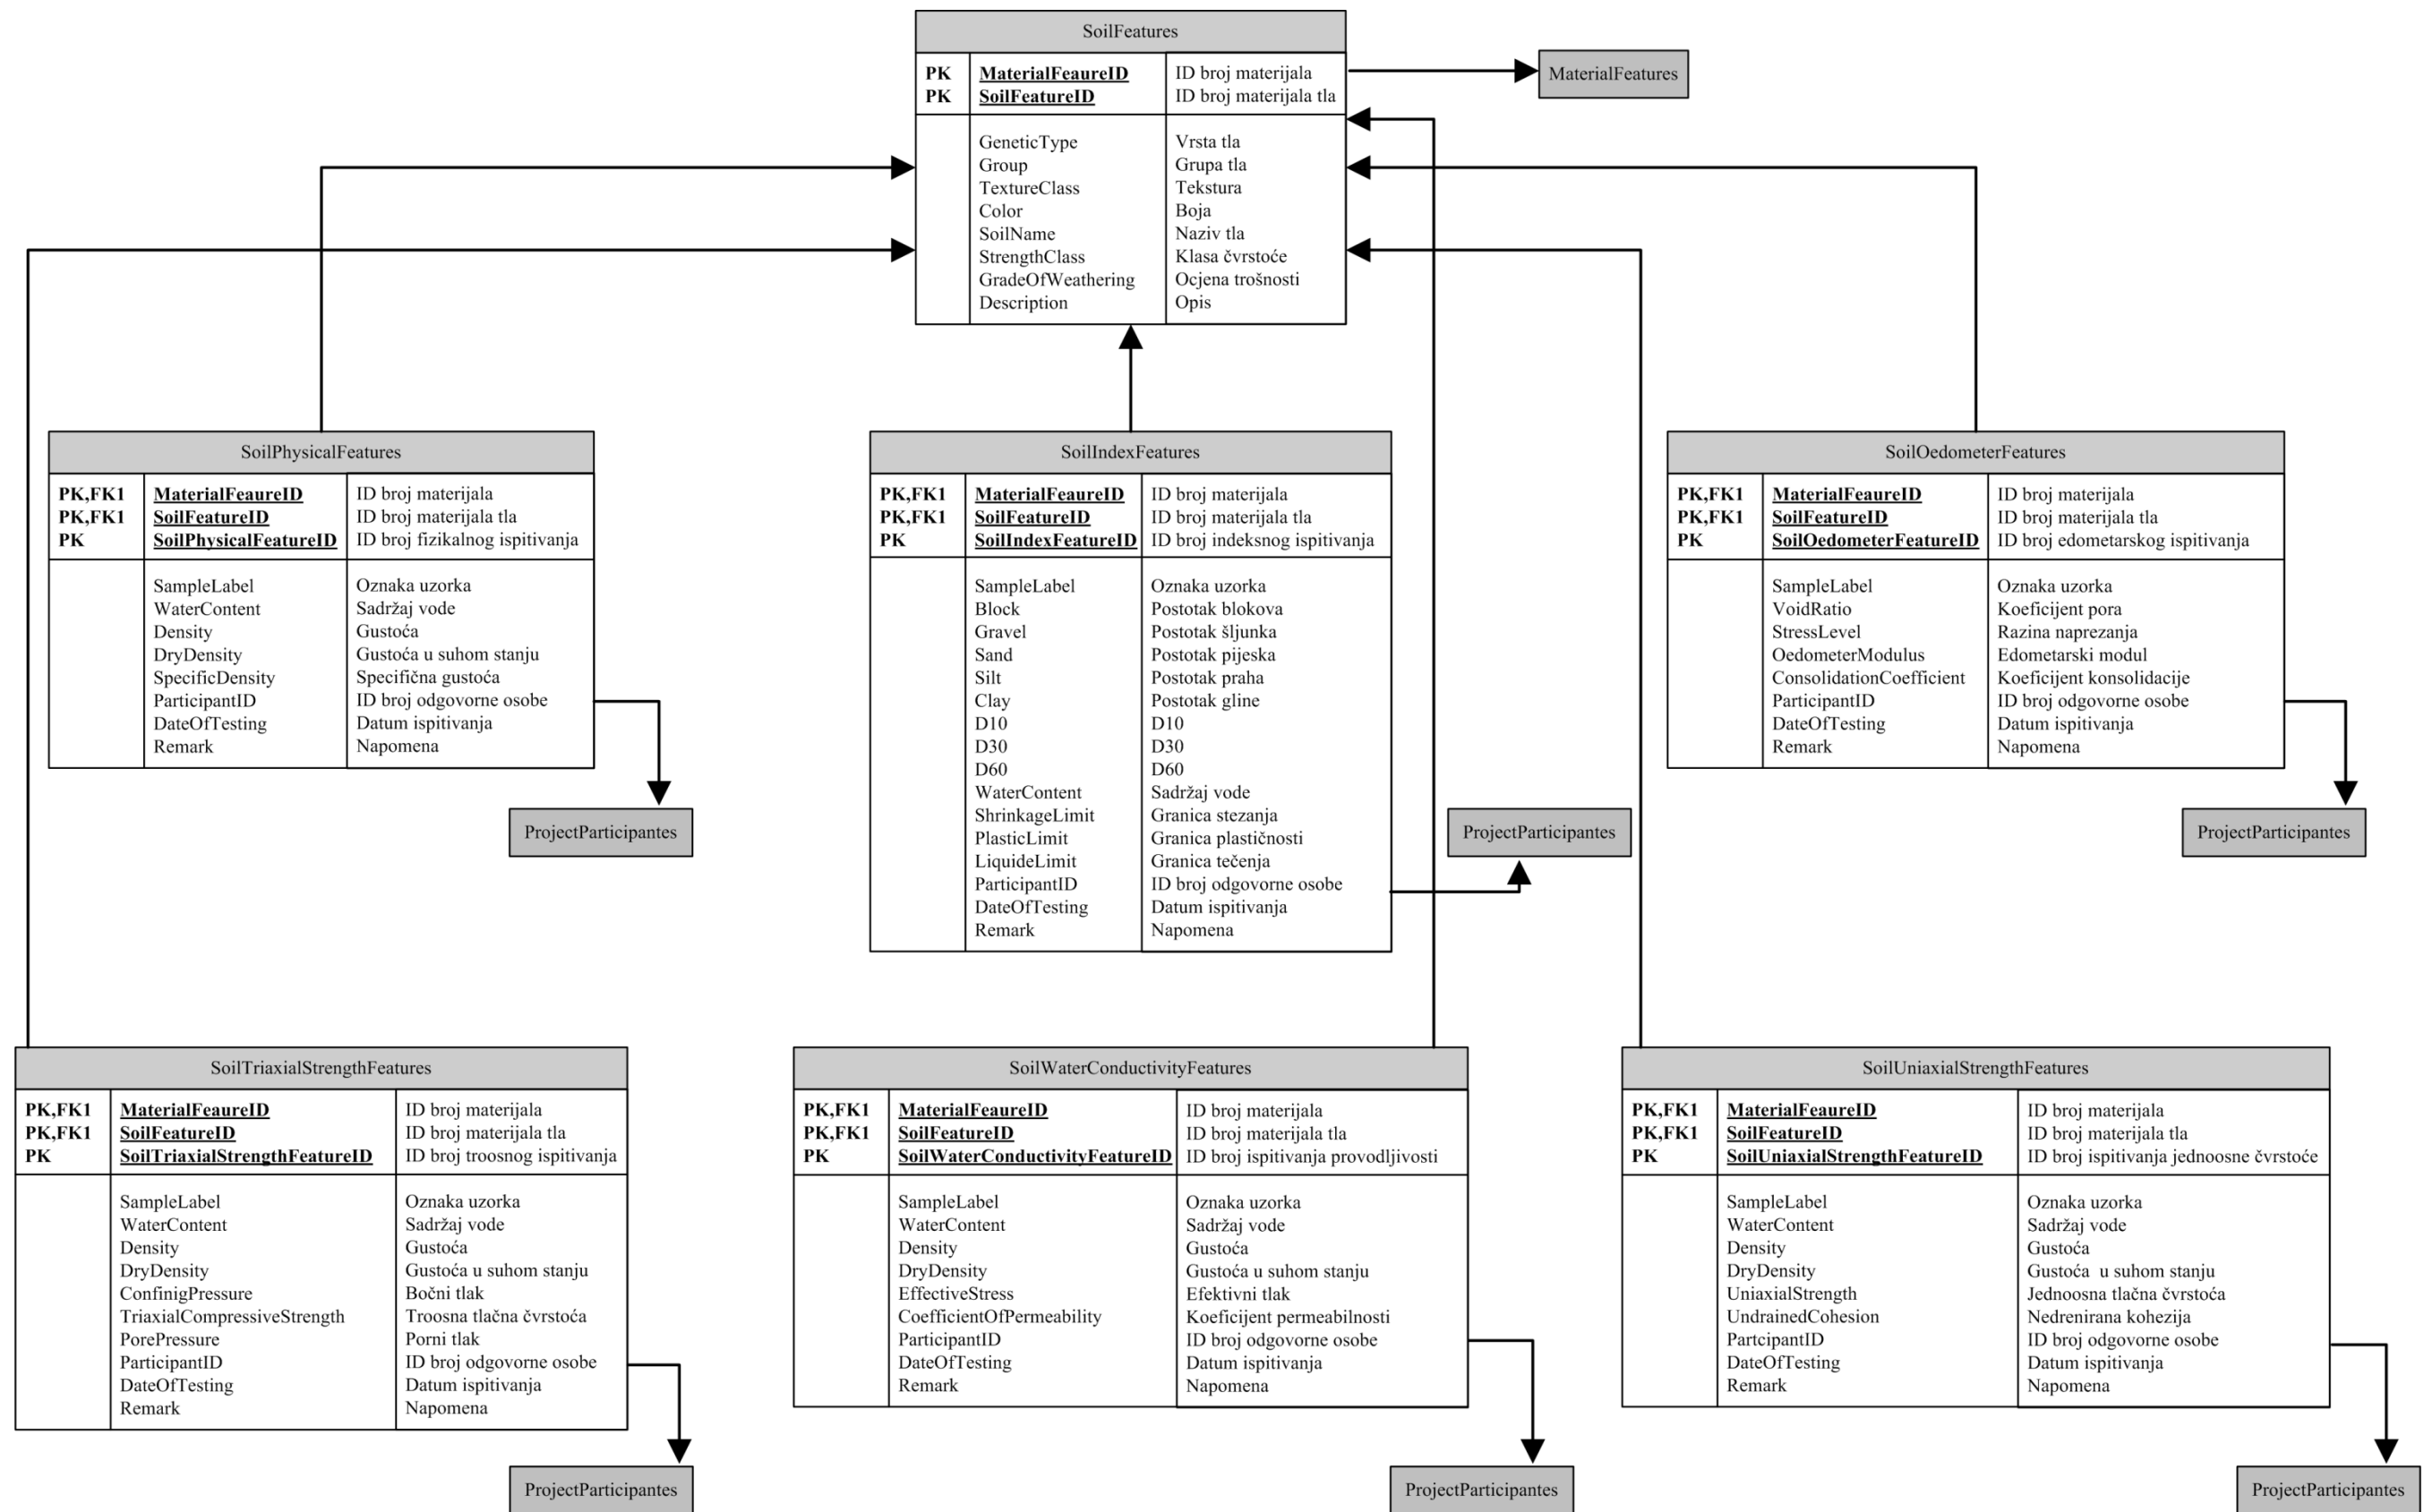 SoilFeatures
PK MaterialFeaureID ID broj materijala
PK SoilFeatureID ID broj materijala tla
GeneticType Vrsta tla
Group Grupa tla
TextureClass Tekstura
Color Boja
SoilName Naziv tla
StrengthClass Klasa čvrstoće
GradeOfWeathering Ocjena trošnosti
Description Opis
MaterialFeatures
SoilPhysicalFeatures
PK,FK1 MaterialFeaureID ID broj materijala
PK,FK1 SoilFeatureID ID broj materijala tla
PK SoilPhysicalFeatureID ID broj fizikalnog ispitivanja
SampleLabel Oznaka uzorka
WaterContent Sadržaj vode
Density Gustoća
DryDensity Gustoća u suhom stanju
SpecificDensity Specifična gustoća
ParticipantID ID broj odgovorne osobe
DateOfTesting Datum ispitivanja
Remark Napomena
ProjectParticipantes
SoilIndexFeatures
PK,FK1 MaterialFeaureID ID broj materijala
PK,FK1 SoilFeatureID ID broj materijala tla
PK SoilIndexFeatureID ID broj indeksnog ispitivanja
SampleLabel Oznaka uzorka
Block Postotak blokova
Gravel Postotak šljunka
Sand Postotak pijeska
Silt Postotak praha
Clay Postotak gline
D10 D10
D30 D30
D60 D60
WaterContent Sadržaj vode
ShrinkageLimit Granica stezanja
PlasticLimit Granica plastičnosti
LiquideLimit Granica tečenja
ParticipantID ID broj odgovorne osobe
DateOfTesting Datum ispitivanja
Remark Napomena
ProjectParticipantes
SoilOedometerFeatures
PK,FK1 MaterialFeaureID ID broj materijala
PK,FK1 SoilFeatureID ID broj materijala tla
PK SoilOedometerFeatureID ID broj edometarskog ispitivanja
SampleLabel Oznaka uzorka
VoidRatio Koeficijent pora
StressLevel Razina naprezanja
OedometerModulus Edometarski modul
ConsolidationCoefficient Koeficijent konsolidacije
ParticipantID ID broj odgovorne osobe
DateOfTesting Datum ispitivanja
Remark Napomena
ProjectParticipantes
SoilTriaxialStrengthFeatures
PK,FK1 MaterialFeaureID ID broj materijala
PK,FK1 SoilFeatureID ID broj materijala tla
PK SoilTriaxialStrengthFeatureID ID broj troosnog ispitivanja
SampleLabel Oznaka uzorka
WaterContent Sadržaj vode
Density Gustoća
DryDensity Gustoća u suhom stanju
ConfinigPressure Bočni tlak
TriaxialCompressiveStrength Troosna tlačna čvrstoća
PorePressure Porni tlak
ParticipantID ID broj odgovorne osobe
DateOfTesting Datum ispitivanja
Remark Napomena
ProjectParticipantes
SoilWaterConductivityFeatures
PK,FK1 MaterialFeaureID ID broj materijala
PK,FK1 SoilFeatureID ID broj materijala tla
PK SoilWaterConductivityFeatureID ID broj ispitivanja provodljivosti
SampleLabel Oznaka uzorka
WaterContent Sadržaj vode
Density Gustoća
DryDensity Gustoća u suhom stanju
EffectiveStress Efektivni tlak
CoefficientOfPermeability Koeficijent permeabilnosti
ParticipantID ID broj odgovorne osobe
DateOfTesting Datum ispitivanja
Remark Napomena
ProjectParticipantes
SoilUniaxialStrengthFeatures
PK,FK1 MaterialFeaureID ID broj materijala
PK,FK1 SoilFeatureID ID broj materijala tla
PK SoilUniaxialStrengthFeatureID ID broj ispitivanja jednoosne čvrstoće
SampleLabel Oznaka uzorka
WaterContent Sadržaj vode
Density Gustoća
DryDensity Gustoća u suhom stanju
UniaxialStrength Jednoosna tlačna čvrstoća
UndrainedCohesion Nedrenirana kohezija
PartcipantID ID broj odgovorne osobe
DateOfTesting Datum ispitivanja
Remark Napomena
ProjectParticipantes